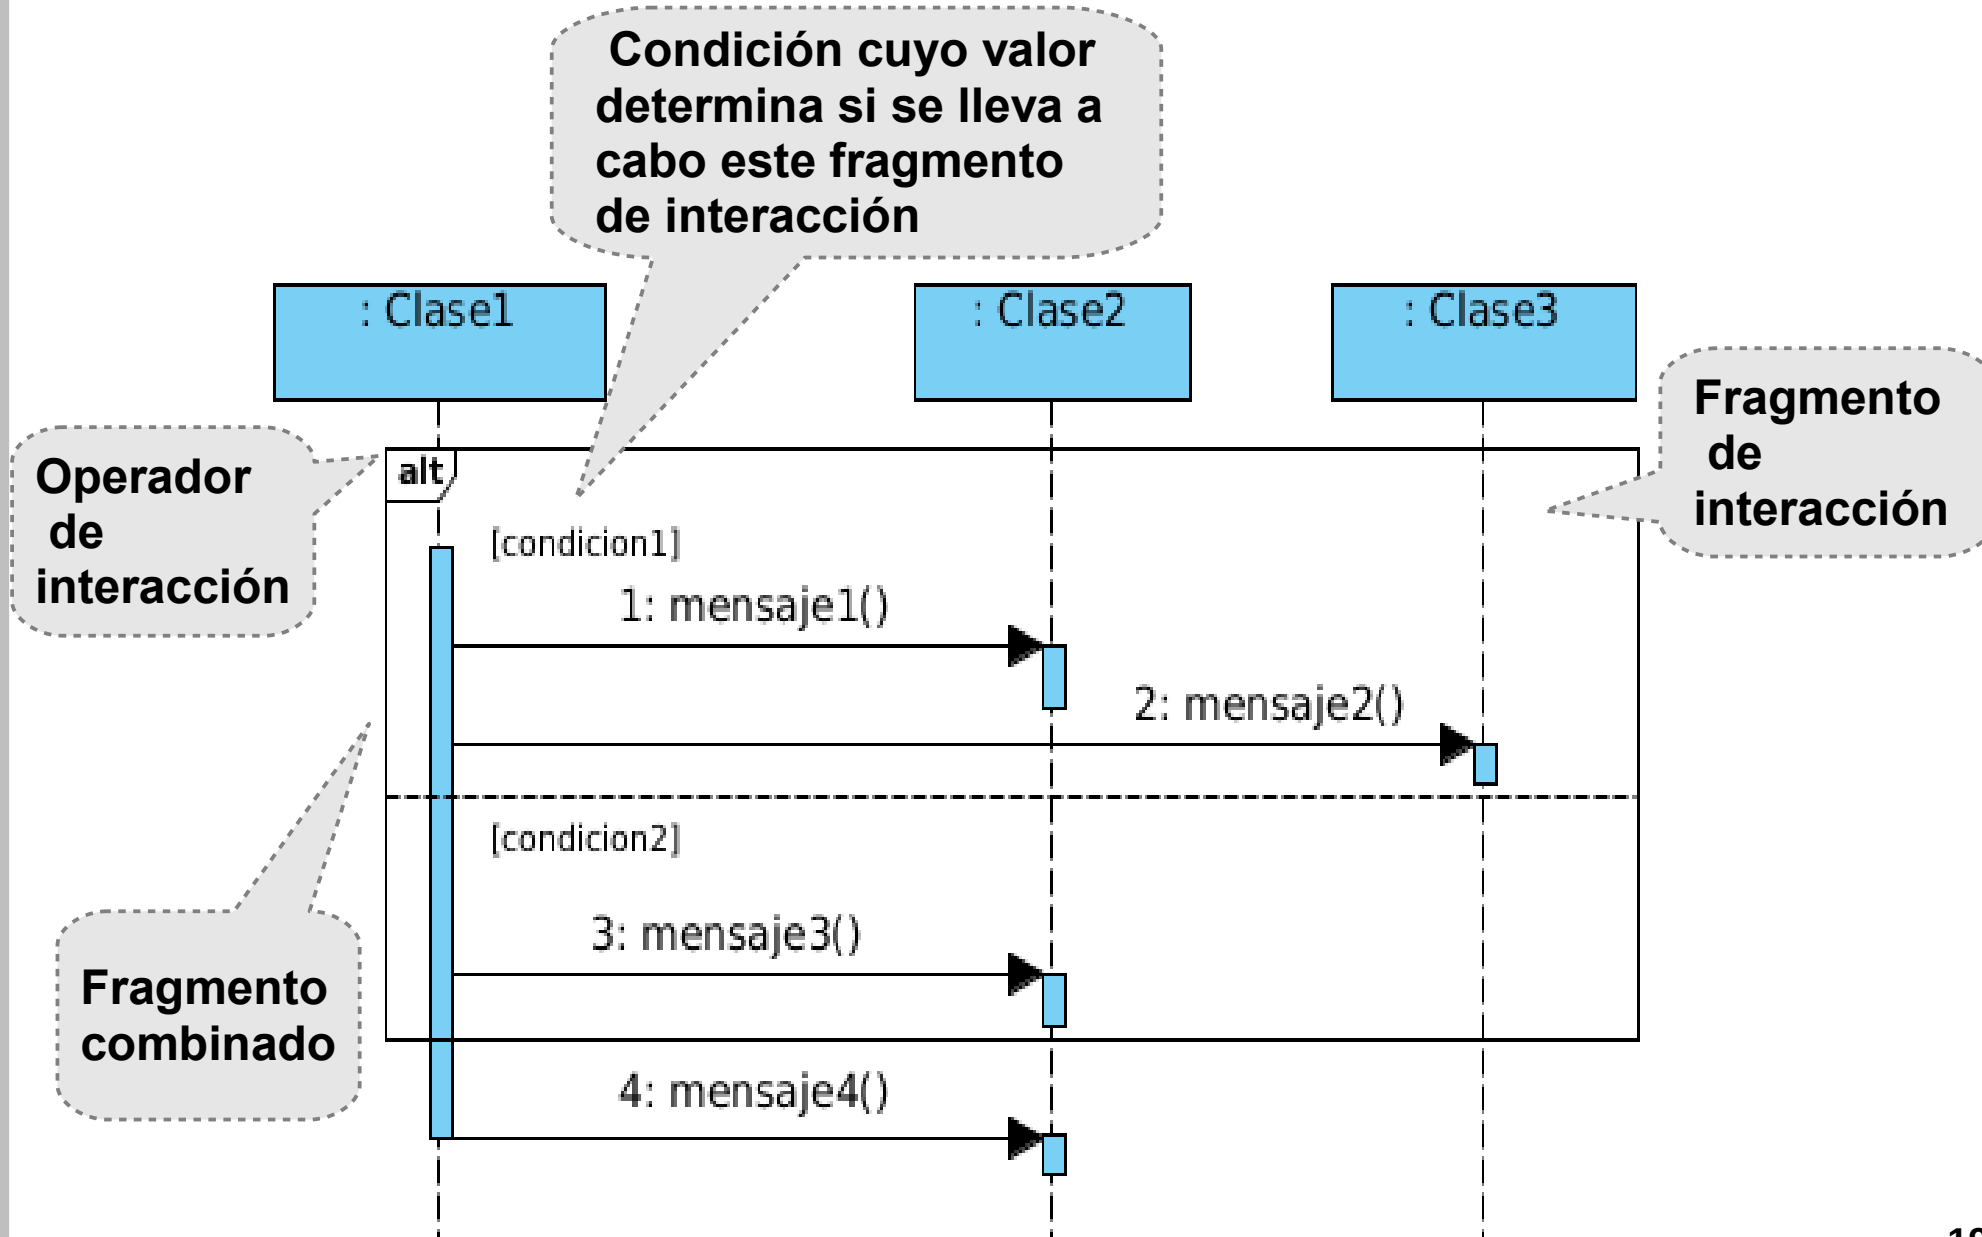 Condición cuyo valor
determina si se lleva a
cabo este fragmento
de interacción
: Clase1
: Clase2
: Clase3
Fragmento
de
interacción
Operador
de
interacción
alt
[condicion1]
1: mensaje1()
2: mensaje2()
[condicion2]
3: mensaje3()
Fragmento
combinado
4: mensaje4()